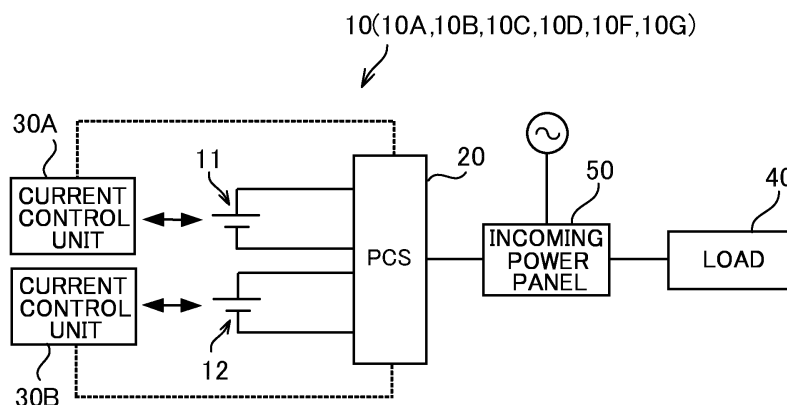 10(10A,10B,10C,10D,10F,10G)
30A
CURRENT
CONTROL
UNIT
11
20
PCS
50
INCOMING
POWER
PANEL
40
LOAD
CURRENT
CONTROL
UNIT
30B
12